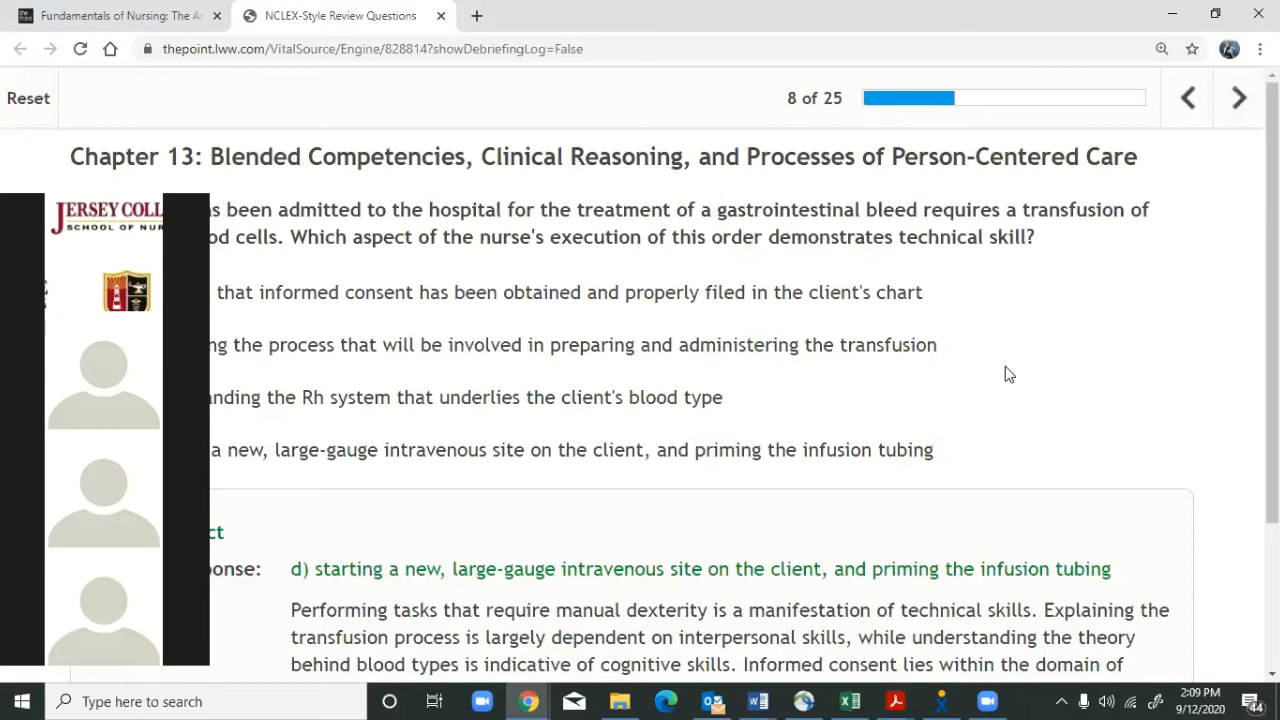 Fundamentals of Nursing: The Ar
NCLEX-Style Review Questions
thepoint.lww.com/VitalSource/Engine/828814?showDebriefingLog=False
Reset
8 of 25
Chapter 13: Blended Competencies, Clinical Reasoning, and Processes of Person-Centered Care
JERSEY COLL
SCHOOL OF NUR
s been admitted to the hospital for the treatment of a gastrointestinal bleed requires a transfusion of
od cells. Which aspect of the nurse's execution of this order demonstrates technical skill?
that informed consent has been obtained and properly filed in the client's chart
ng the process that will be involved in preparing and administering the transfusion
anding the Rh system that underlies the client's blood type
a new, large-gauge intravenous site on the client, and priming the infusion tubing
ct
ponse:
d) starting a new, large-gauge intravenous site on the client, and priming the infusion tubing
Performing tasks that require manual dexterity is a manifestation of technical skills. Explaining the
transfusion process is largely dependent on interpersonal skills, while understanding the theory
behind blood types is indicative of cognitive skills. Informed consent lies within the domain of
Type here to search
2:09 PM
9/12/2020
44